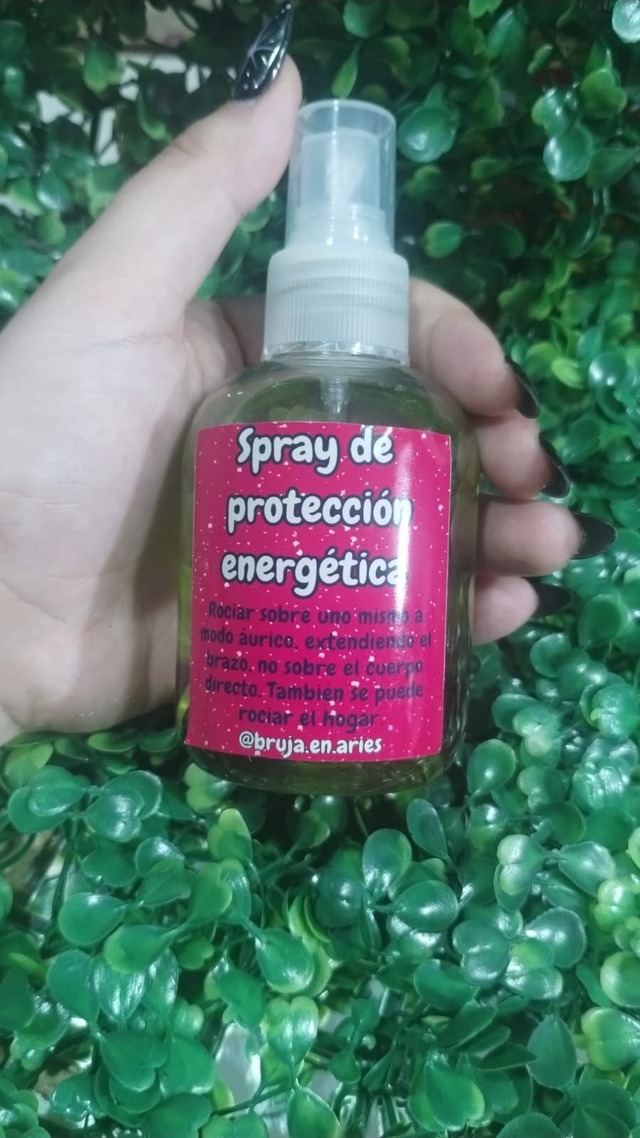 Spray de
protección
energética
Rociar sobre uno mismo a
modo aurico, extendiendo el
brazo, no sobre el cuerpo
directo. También se puede
rociar el hogar.
@bruja.en.aries